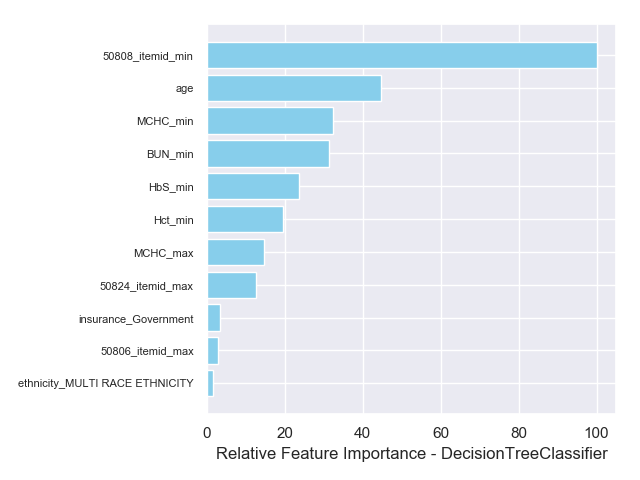 50808_itemid_min
age
MCHC_min
BUN_min
HbS_min
Hct_min
MCHC_max
50824_itemid_max
insurance_Government
50806_itemid_max
ethnicity_MULTI RACE ETHNICITY
0 20 40 60 80 100
Relative Feature Importance - DecisionTreeClassifier